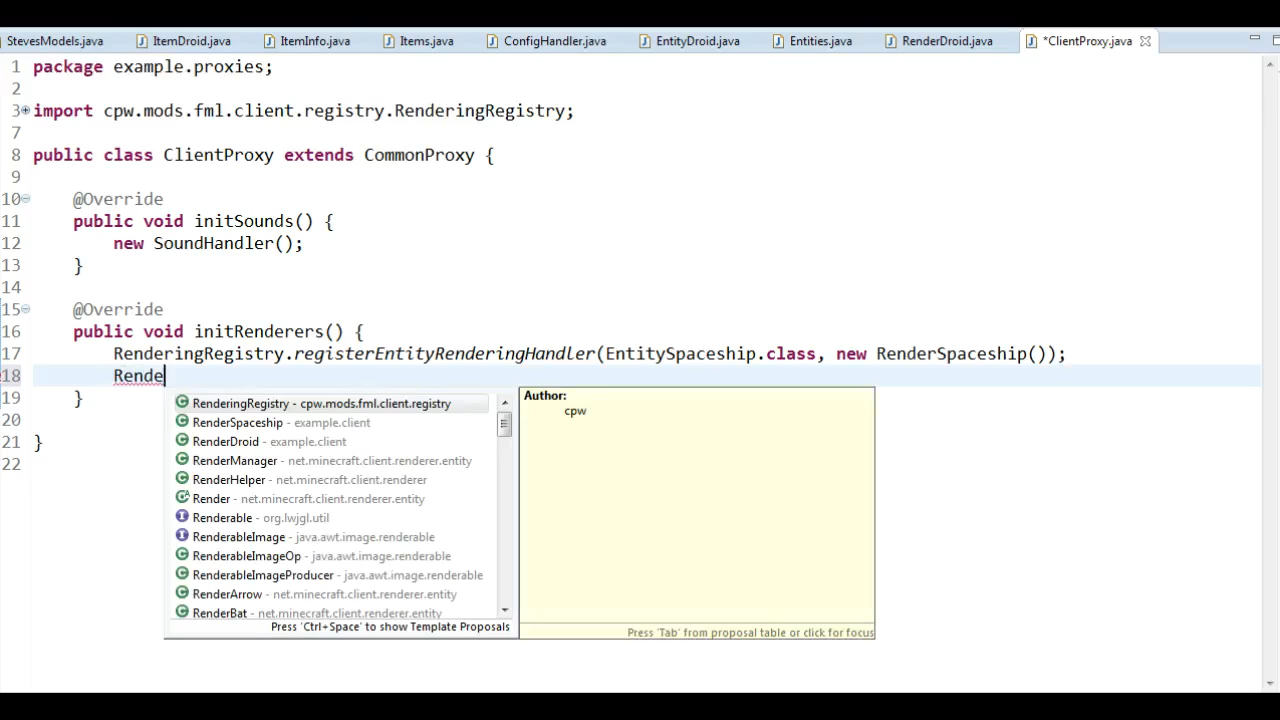 StevesModels.java ItemDroid.java ItemInfo.java Items.java ConfigHandler.java EntityDroid.java Entities.java RenderDroid.java *ClientProxy.java
1 package example.proxies;
2
3 import cpw.mods.fml.client.registry.RenderingRegistry;
7
8 public class ClientProxy extends CommonProxy {
9
10 @Override
11 public void initSounds() {
12 new SoundHandler();
13 }
14
15 @Override
16 public void initRenderers() {
17 RenderingRegistry.registerEntityRenderingHandler(EntitySpaceship.class, new RenderSpaceship());
18 Rende
19 }
20
21 }
22
RenderingRegistry - cpw.mods.fml.client.registry
RenderSpaceship - example.client
RenderDroid - example.client
RenderManager - net.minecraft.client.renderer.entity
RenderHelper - net.minecraft.client.renderer
Render - net.minecraft.client.renderer.entity
Renderable - org.lwjgl.util
RenderableImage - java.awt.image.renderable
RenderableImageOp - java.awt.image.renderable
RenderableImageProducer - java.awt.image.renderable
RenderArrow - net.minecraft.client.renderer.entity
RenderBat - net.minecraft.client.renderer.entity
Press 'Ctrl+Space' to show Template Proposals
Author:
cpw
Press 'Tab' from proposal table or click for focus